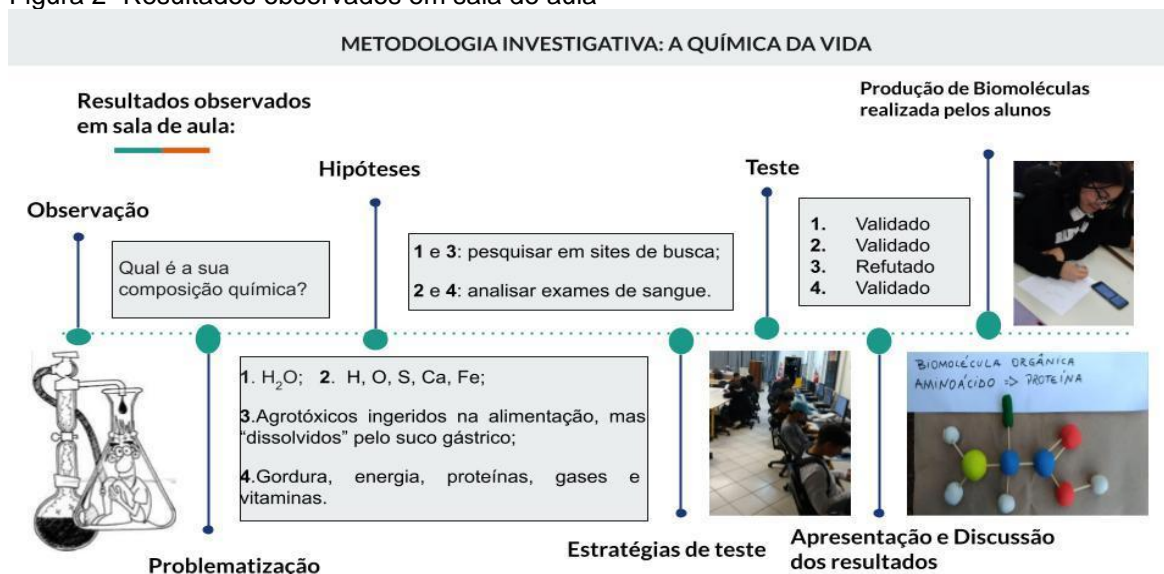 Figura 2- Resultados observados em sala de aula
METODOLOGIA INVESTIGATIVA: A QUÍMICA DA VIDA
Resultados observados
em sala de aula:
Observação
Qual é a sua
composição química?
Problematização
Hipóteses
1. H₂O; 2. H, O, S, Ca, Fe;
3.Agrotóxicos ingeridos na alimentação, mas
"dissolvidos" pelo suco gástrico;
4.Gordura, energia, proteínas, gases e
vitaminas.
1 e 3: pesquisar em sites de busca;
2 e 4: analisar exames de sangue.
Estratégias de teste
Teste
1. Validado
2. Validado
3. Refutado
4. Validado
Apresentação e Discussão
dos resultados
Produção de Biomoléculas
realizada pelos alunos
BIOMOLÉCULA ORGÂNICA
AMINOÁCIDO => PROTEÍNA